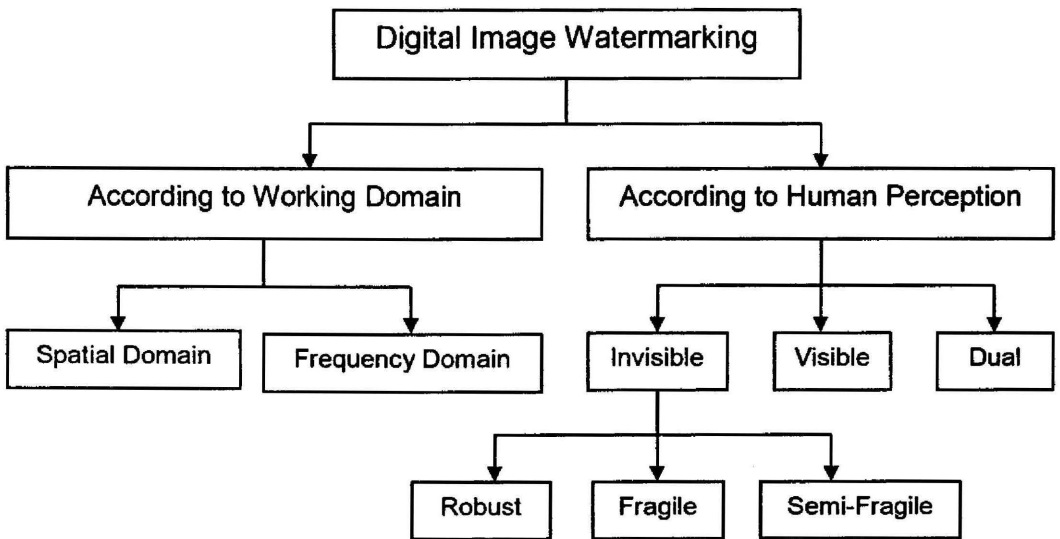 Digital Image Watermarking
According to Working Domain
According to Human Perception
Spatial Domain
Frequency Domain
Invisible
Visible
Dual
Robust
Fragile
Semi-Fragile